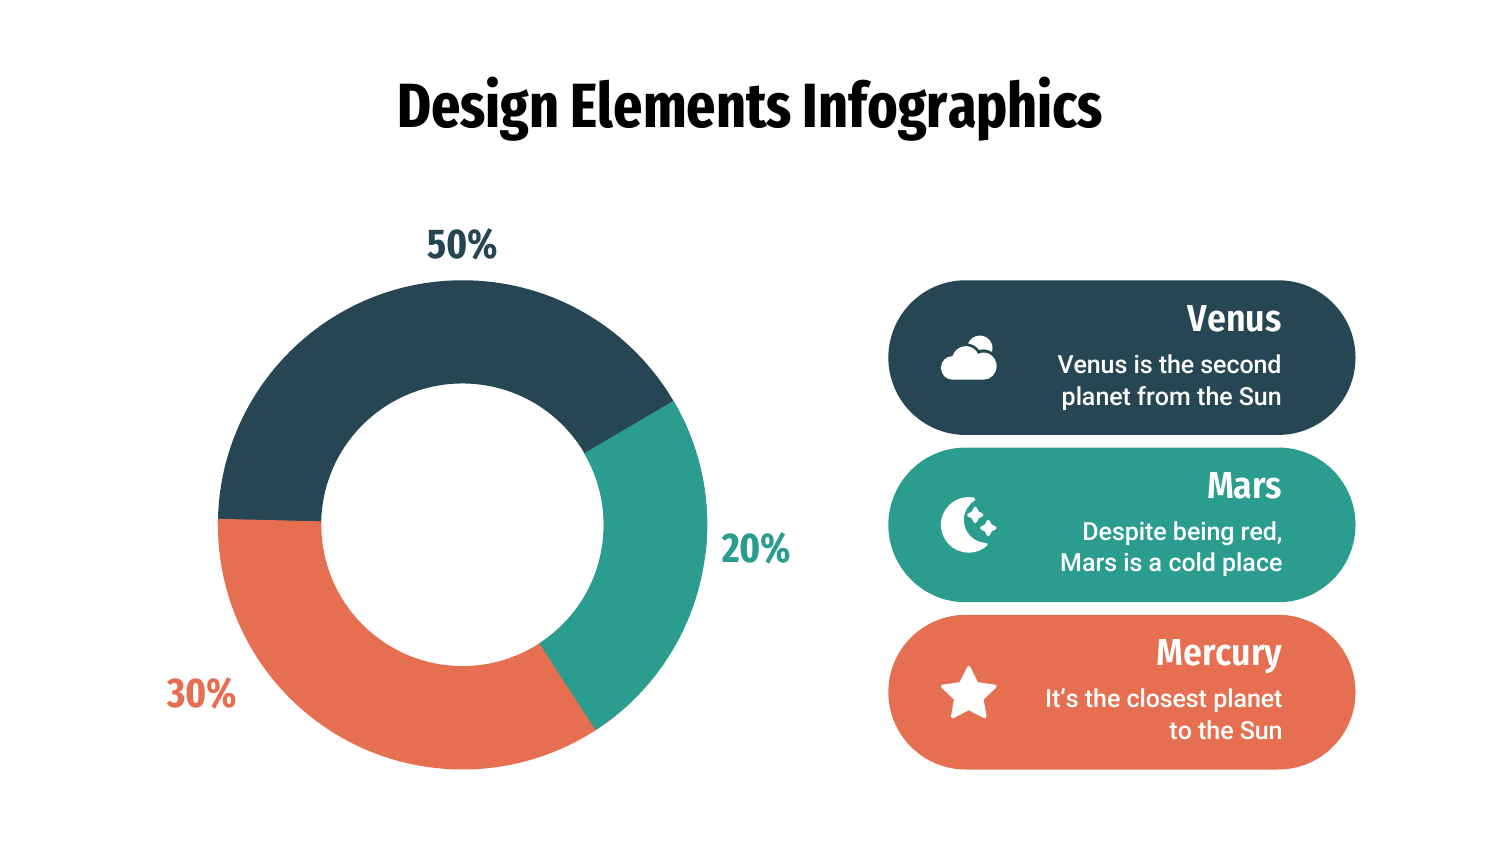 Design Elements Infographics
50%
20%
30%
Venus
Venus is the second
planet from the Sun
Mars
Despite being red,
Mars is a cold place
Mercury
It’s the closest planet
to the Sun